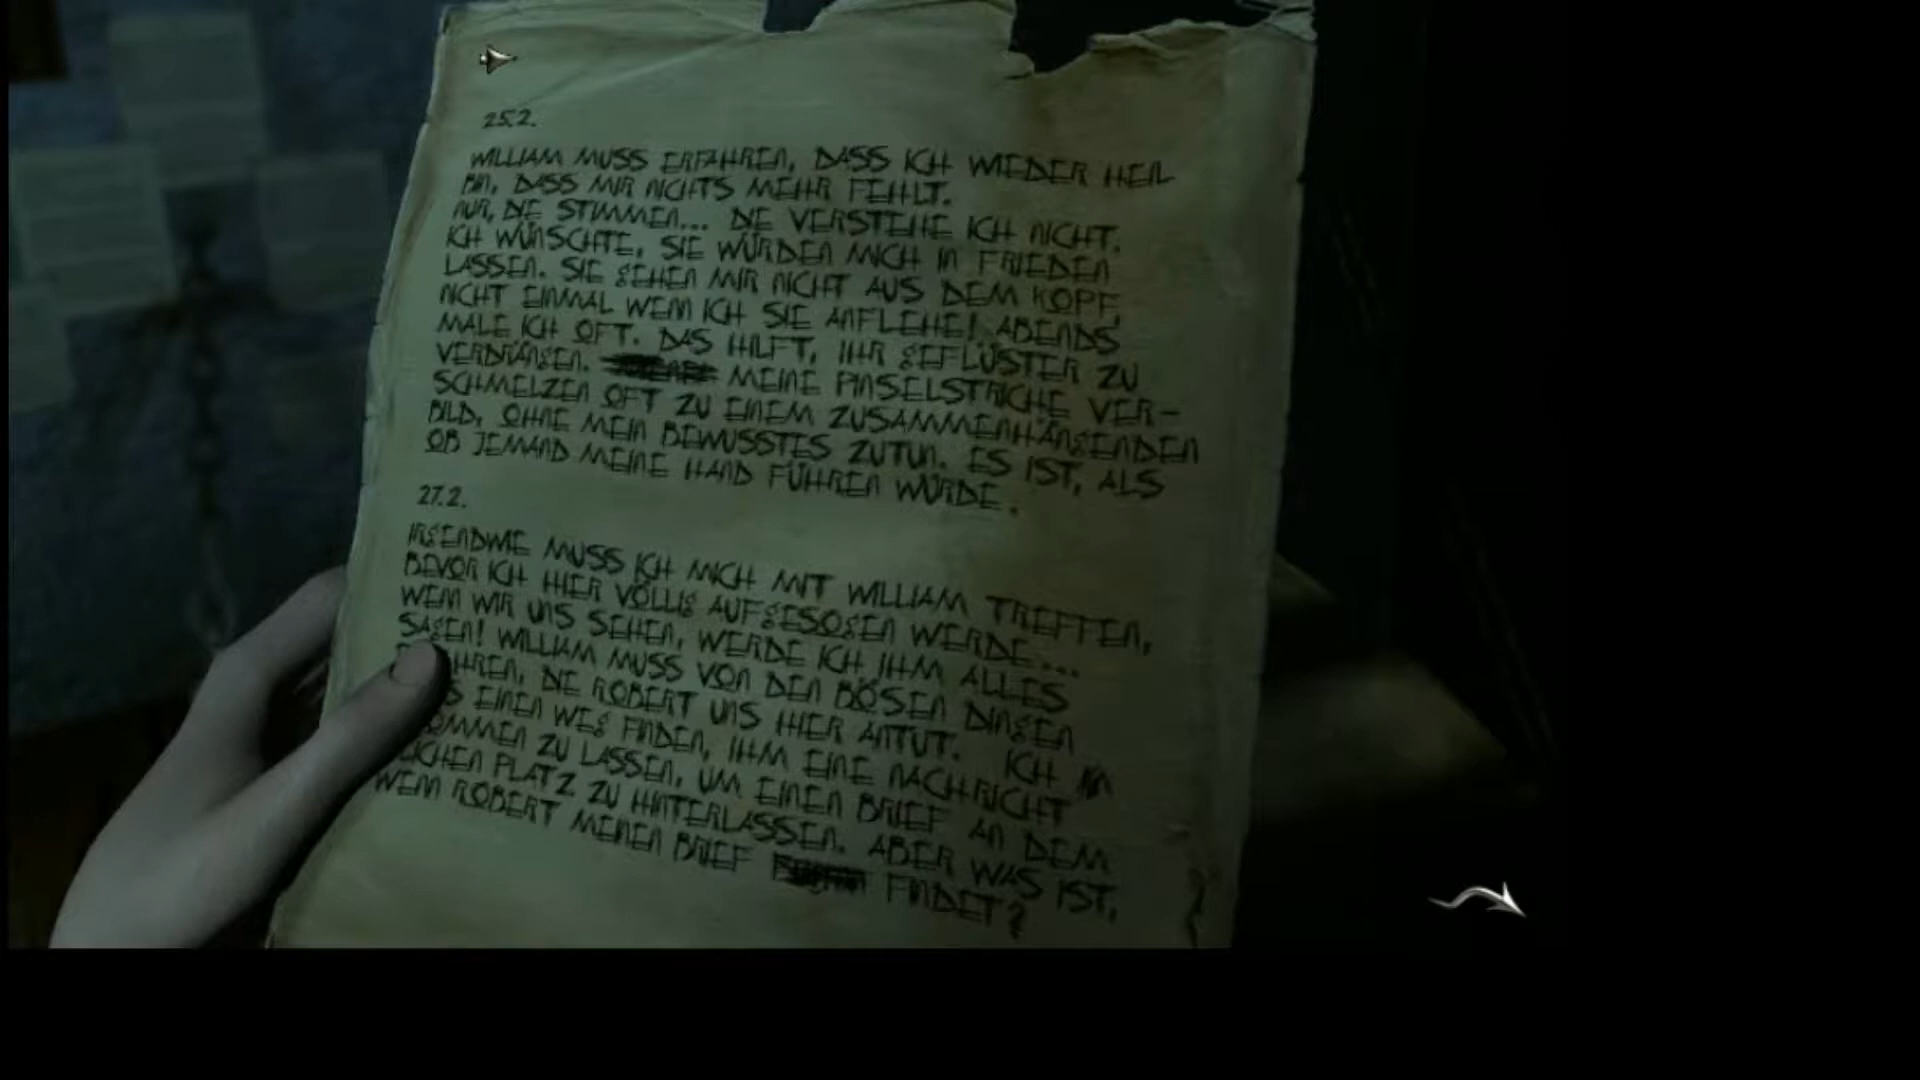 25.2.
WILLIAM MUSS ERFAHREN, DASS ICH WIEDER HEIL
BIN, DASS MIR NICHTS MEHR FEHLT.
NUR, DIE STIMMEN... DIE VERSTEHE ICH NICHT.
ICH WÜNSCHTE, SIE WÜRDEN MICH IN FRIEDEN
LASSEN. SIE GEHEN MIR NICHT AUS DEM KOPF,
NICHT EINMAL WENN ICH SIE ANFLEHE! ABENDS
MALE ICH OFT. DAS HILFT, IHR GEFLÜSTER ZU
VERDRÄNGEN. MEINE PINSELSTRICHE VER-
SCHMELZEN OFT ZU EINEM ZUSAMMENHÄNGENDEN
BILD, OHNE MEIN BEWUSSTES ZUTUN. ES IST, ALS
OB JEMAND MEINE HAND FÜHREN WÜRDE.
27.2.
IRGENDWIE MUSS ICH MICH MIT WILLIAM TREFFEN,
BEVOR ICH HIER VÖLLIG AUFGESOGEN WERDE...
WENN WIR UNS SEHEN, WERDE ICH IHM ALLES
SAGEN! WILLIAM MUSS VON DEN BÖSEN DINGEN
HREN, DIE ROBERT UNS HIER ANTUT. ICH
S EINEN WEG FINDEN, IHM EINE NACHRICHT
OMMEN ZU LASSEN, UM EINEN BRIEF AN DEM
EICHEN PLATZ ZU HINTERLASSEN. ABER WAS IST,
WENN ROBERT MEINEN BRIEF FINDET?